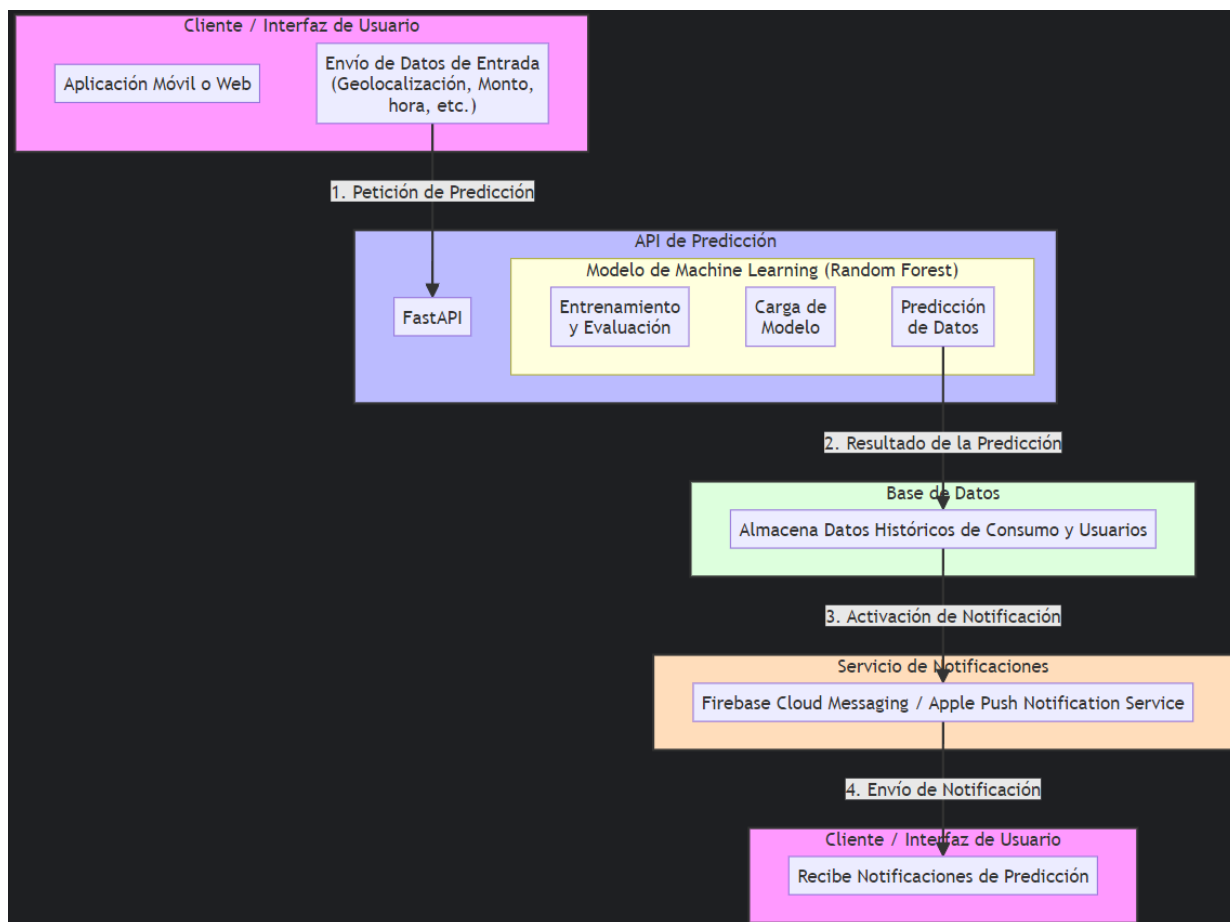 Cliente / Interfaz de Usuario
Aplicación Móvil o Web
Envío de Datos de Entrada
(Geolocalización, Monto,
hora, etc.)
1. Petición de Predicción
API de Predicción
Modelo de Machine Learning (Random Forest)
FastAPI
Entrenamiento
y Evaluación
Carga de
Modelo
Predicción
de Datos
2. Resultado de la Predicción
Base de Datos
Almacena Datos Históricos de Consumo y Usuarios
3. Activación de Notificación
Servicio de Notificaciones
Firebase Cloud Messaging / Apple Push Notification Service
4. Envío de Notificación
Cliente / Interfaz de Usuario
Recibe Notificaciones de Predicción